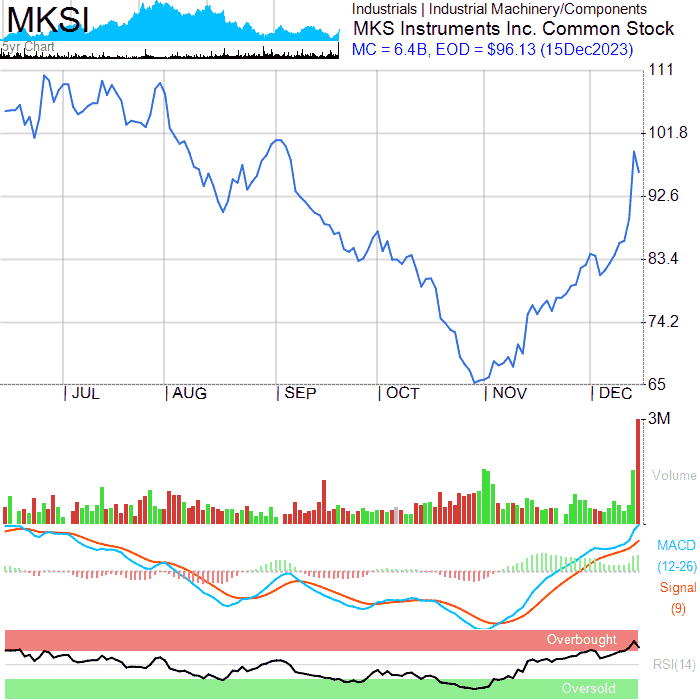 MKSI
5yr Chart
Industrials | Industrial Machinery/Components
MKS Instruments Inc. Common Stock
MC = 6.4B, EOD = $96.13 (15Dec2023)
111
101.8
92.6
83.4
74.2
65
JUL
AUG
SEP
OCT
NOV
DEC
3M
Volume
MACD
(12-26)
Signal
(9)
Overbought
RSI(14)
Oversold